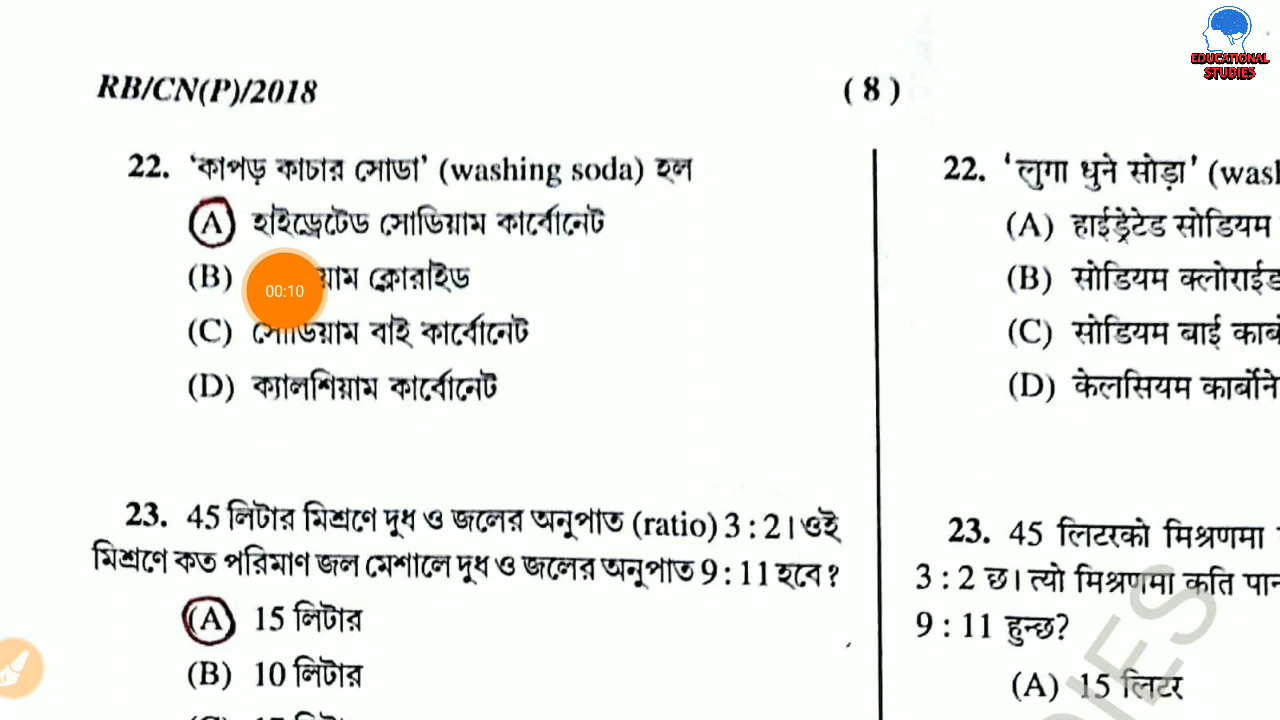 EDUCATIONAL
STUDIES
RB/CN(P)/2018
( 8 )
22. ‘কাপড় কাচার সোডা’ (washing soda) হল
(A) হাইড্রেটেড সোডিয়াম কার্বোনেট
(B) ক্লোরাইড
00:10
(C) সোডিয়াম বাই কার্বোনেট
(D) ক্যালশিয়াম কার্বোনেট
23. 45 লিটার মিশ্রণে দুধ ও জলের অনুপাত (ratio) 3 : 2। ওই
মিশ্রণে কত পরিমাণ জল মেশালে দুধ ও জলের অনুপাত 9 : 11 হবে ?
(A) 15 লিটার
(B) 10 লিটার
22. ‘लुगा धुने सोड़ा’
(A) हाईड्रेटेड सोडियम
(B) सोडियम क्लोराईड
(C) सोडियम बाई
(D) केलसियम
23. 45 लिटरको मिश्रणमा
3 : 2 छ। त्यो मिश्रणमा कति
9 : 11 हुन्छ?
(A) 15 लिटर